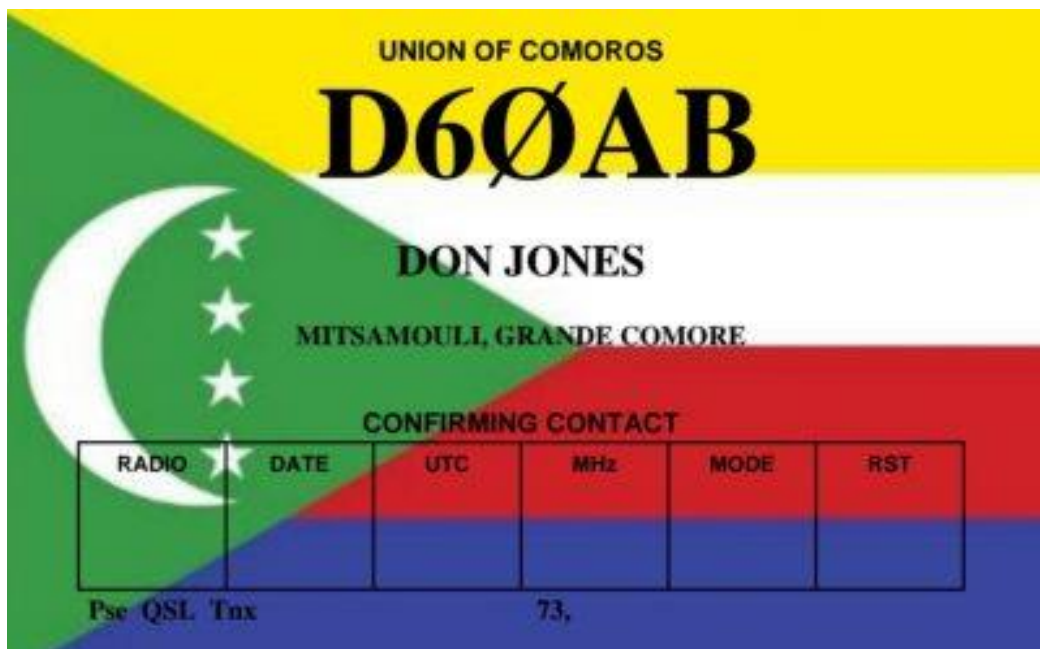 UNION OF COMOROS
D6ØAB
DON JONES
MITSAMOULI, GRANDE COMORE
CONFIRMING CONTACT
RADIO DATE UTC MHz MODE RST
Pse QSL Tnx 73,